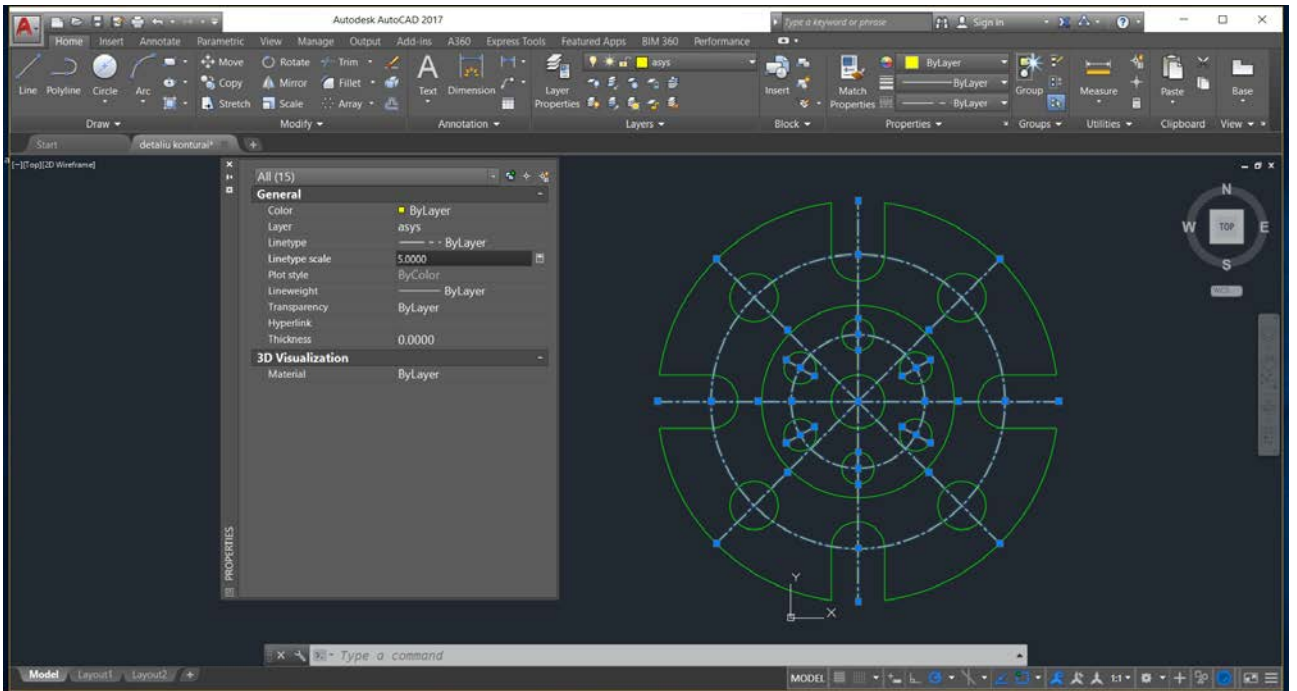 A
Autodesk AutoCAD 2017
Type a keyword or phrase
Sign In
Home Insert Annotate Parametric View Manage Output Add-ins A360 Express Tools Featured Apps BIM 360 Performance
Line Polyline Circle Arc
Move Rotate Trim
Copy Mirror Fillet
Stretch Scale Array
A
Text Dimension
Layer
Properties
asys
Insert
Match
Properties
ByLayer
ByLayer
ByLayer
Group
Measure
Paste
Base
Draw Modify Annotation Layers Block Properties Groups Utilities Clipboard View
Start detaliu konturai*
[-][Top][2D Wireframe]
All (15)
General
Color ByLayer
Layer asys
Linetype ByLayer
Linetype scale 5.0000
Plot style ByColor
Lineweight ByLayer
Transparency ByLayer
Hyperlink
Thickness 0.0000
3D Visualization
Material ByLayer
PROPERTIES
N
W TOP E
S
WCS
Y
X
Type a command
Model Layout1 Layout2 +
MODEL
1:1